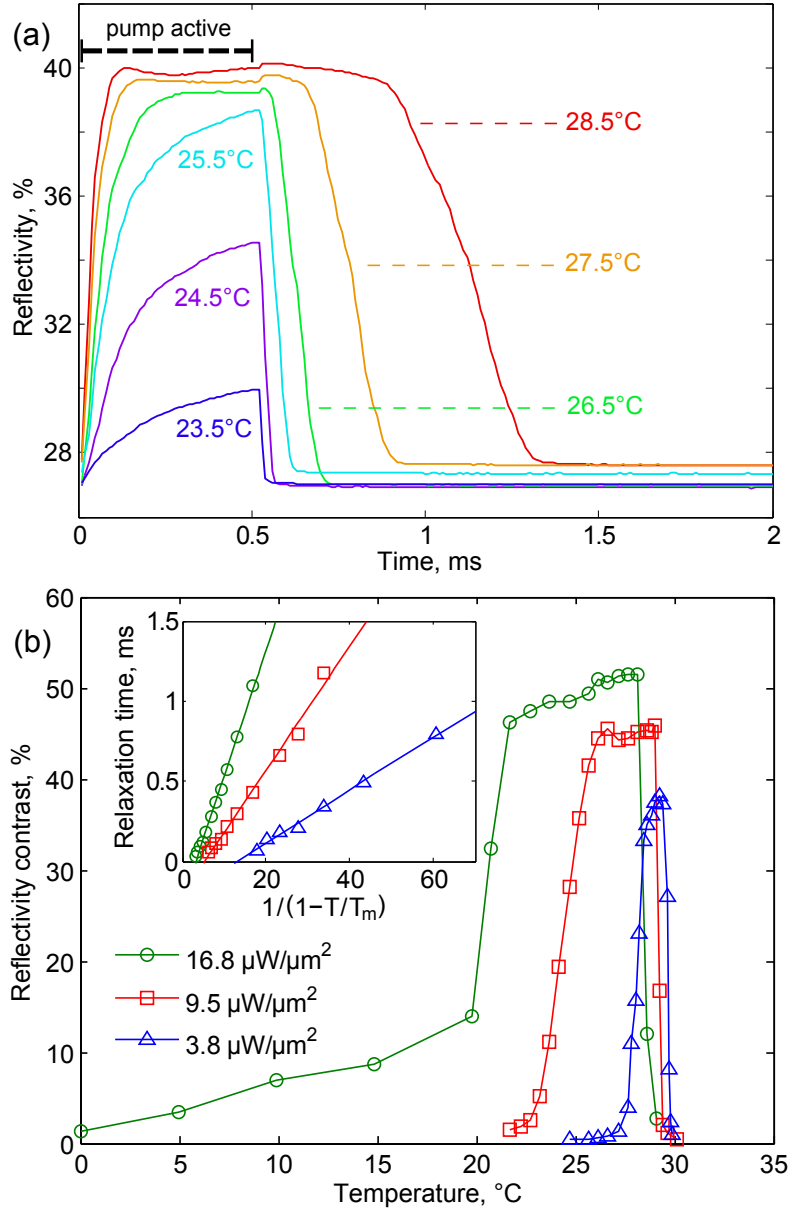 (a)
pump active
40
36
32
28
Reflectivity, %
28.5°C
25.5°C
27.5°C
24.5°C
26.5°C
23.5°C
0 0.5 1 1.5 2
Time, ms
(b)
60
50
40
30
20
10
0
Reflectivity contrast, %
1.5
1
0.5
0
Relaxation time, ms
0 20 40 60
1/(1−T/Tm)
16.8 µW/µm²
9.5 µW/µm²
3.8 µW/µm²
0 5 10 15 20 25 30 35
Temperature, °C